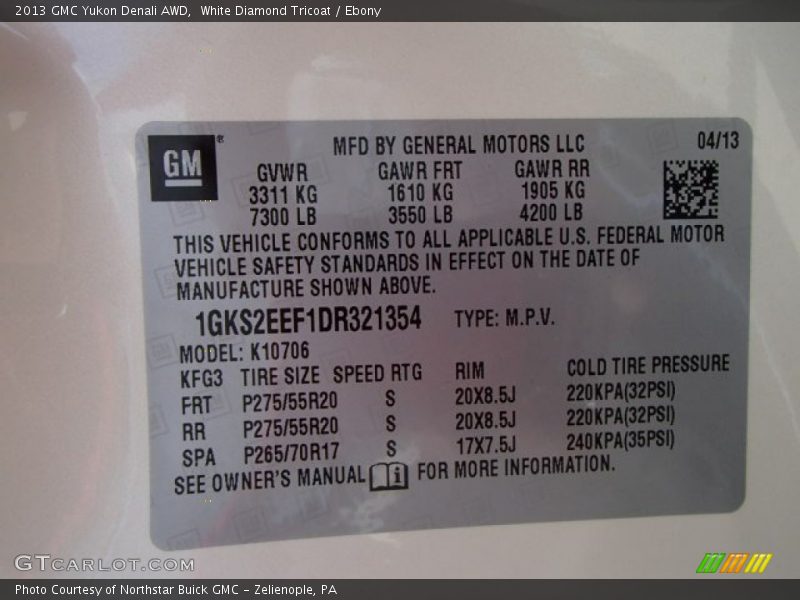 2013 GMC Yukon Denali AWD, White Diamond Tricoat / Ebony
GM ® MFD BY GENERAL MOTORS LLC 04/13
GVWR GAWR FRT GAWR RR
3311 KG 1610 KG 1905 KG
7300 LB 3550 LB 4200 LB
THIS VEHICLE CONFORMS TO ALL APPLICABLE U.S. FEDERAL MOTOR
VEHICLE SAFETY STANDARDS IN EFFECT ON THE DATE OF
MANUFACTURE SHOWN ABOVE.
1GKS2EEF1DR321354 TYPE: M.P.V.
MODEL: K10706
KFG3 TIRE SIZE SPEED RTG RIM COLD TIRE PRESSURE
FRT P275/55R20 S 20X8.5J 220KPA(32PSI)
RR P275/55R20 S 20X8.5J 220KPA(32PSI)
SPA P265/70R17 S 17X7.5J 240KPA(35PSI)
SEE OWNER'S MANUAL i FOR MORE INFORMATION.
GTCARLOT.COM
Photo Courtesy of Northstar Buick GMC - Zelienople, PA